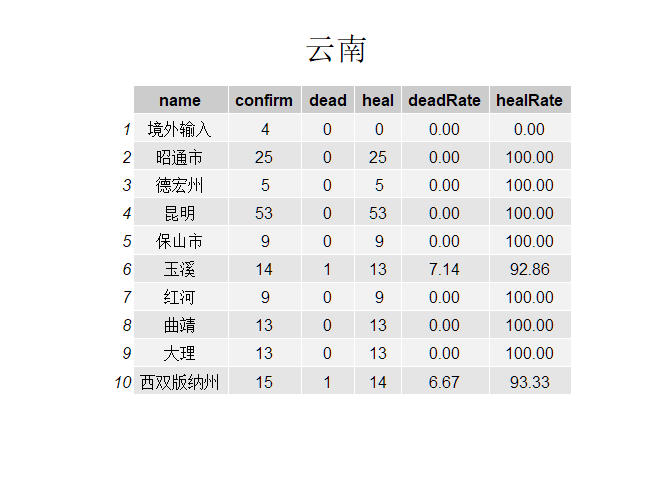 云南
name confirm dead heal deadRate healRate
1 境外输入 4 0 0 0.00 0.00
2 昭通市 25 0 25 0.00 100.00
3 德宏州 5 0 5 0.00 100.00
4 昆明 53 0 53 0.00 100.00
5 保山市 9 0 9 0.00 100.00
6 玉溪 14 1 13 7.14 92.86
7 红河 9 0 9 0.00 100.00
8 曲靖 13 0 13 0.00 100.00
9 大理 13 0 13 0.00 100.00
10 西双版纳州 15 1 14 6.67 93.33